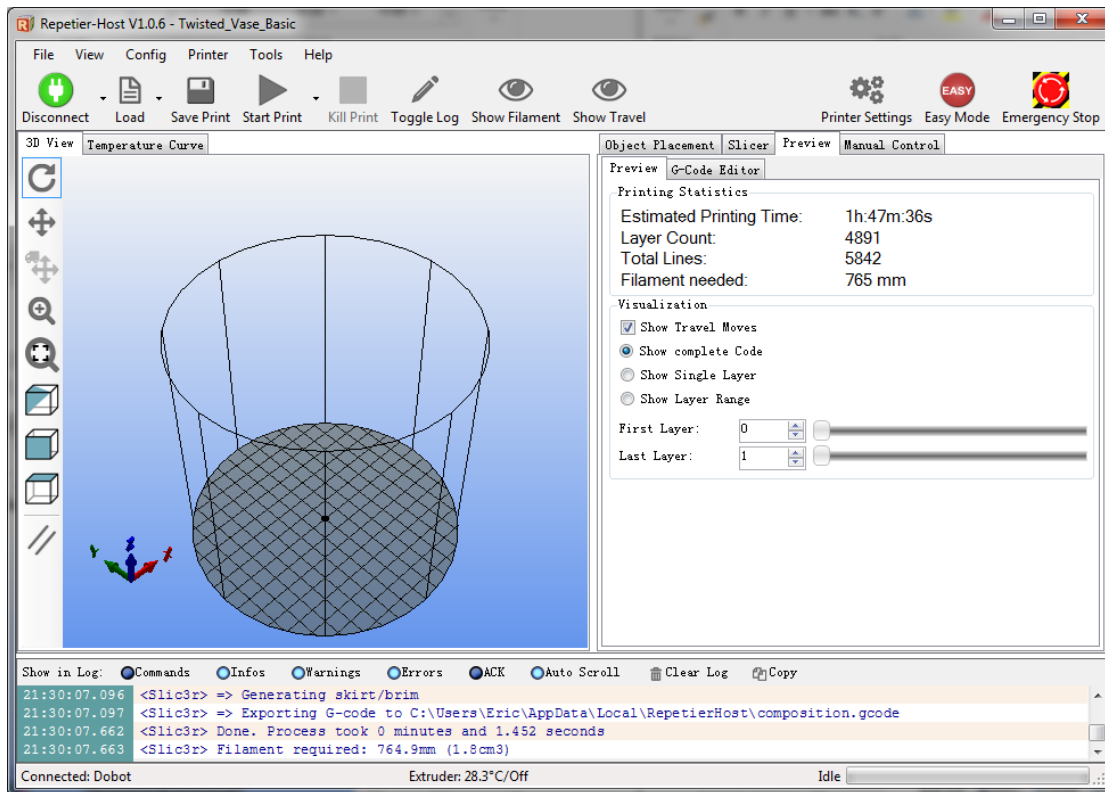 Repetier-Host V1.0.6 - Twisted_Vase_Basic
File View Config Printer Tools Help
Disconnect Load Save Print Start Print Kill Print Toggle Log Show Filament Show Travel Printer Settings EASY Easy Mode Emergency Stop
3D View Temperature Curve
Object Placement Slicer Preview Manual Control
Preview G-Code Editor
Printing Statistics
Estimated Printing Time: 1h:47m:36s
Layer Count: 4891
Total Lines: 5842
Filament needed: 765 mm
Visualization
Show Travel Moves
Show complete Code
Show Single Layer
Show Layer Range
First Layer: 0
Last Layer: 1
Y Z X
Show in Log: Commands Infos Warnings Errors ACK Auto Scroll Clear Log Copy
21:30:07.096 <Slic3r> => Generating skirt/brim
21:30:07.097 <Slic3r> => Exporting G-code to C:\Users\Eric\AppData\Local\RepetierHost\composition.gcode
21:30:07.662 <Slic3r> Done. Process took 0 minutes and 1.452 seconds
21:30:07.663 <Slic3r> Filament required: 764.9mm (1.8cm3)
Connected: Dobot Extruder: 28.3°C/Off Idle